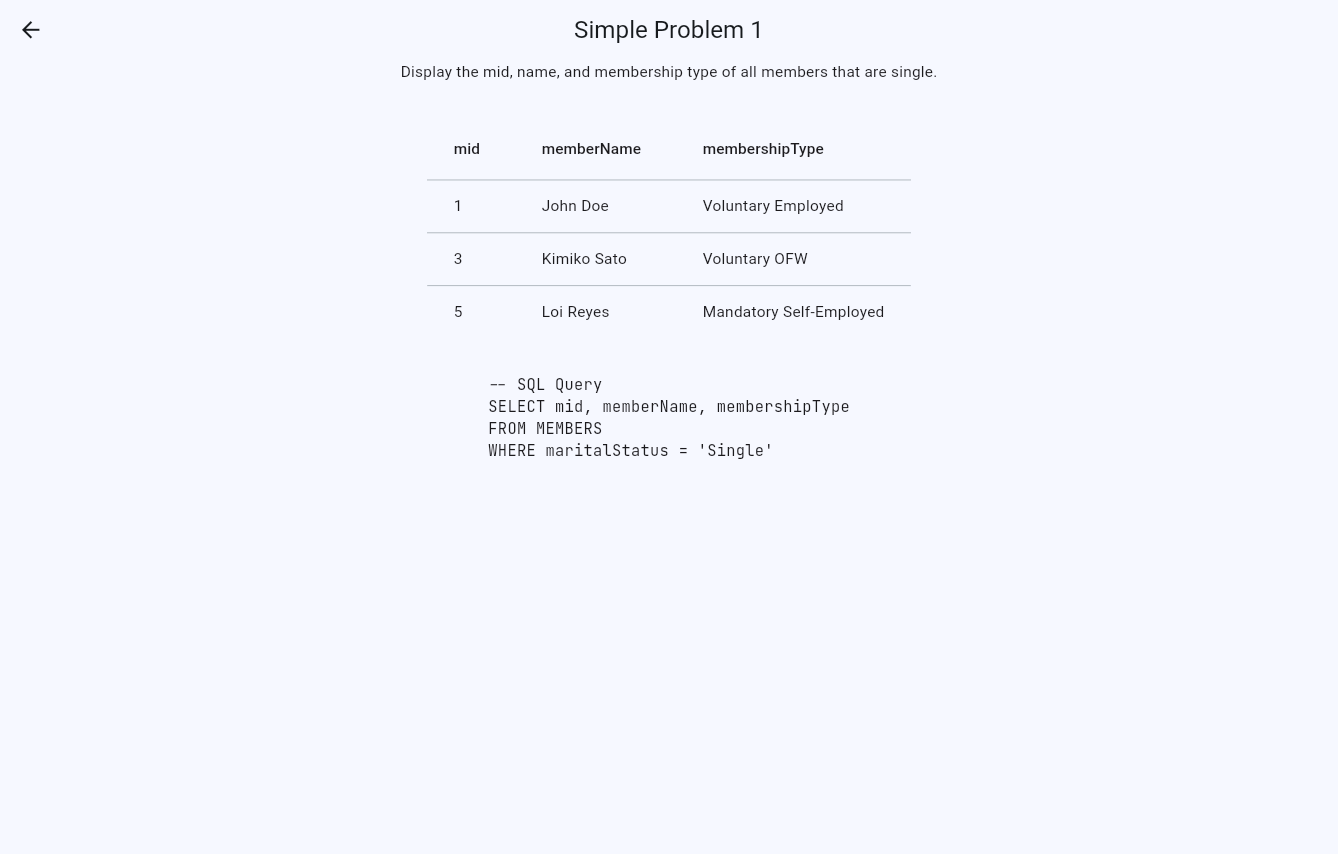 Simple Problem 1
Display the mid, name, and membership type of all members that are single.
mid memberName membershipType
1 John Doe Voluntary Employed
3 Kimiko Sato Voluntary OFW
5 Loi Reyes Mandatory Self-Employed
-- SQL Query
SELECT mid, memberName, membershipType
FROM MEMBERS
WHERE maritalStatus = 'Single'